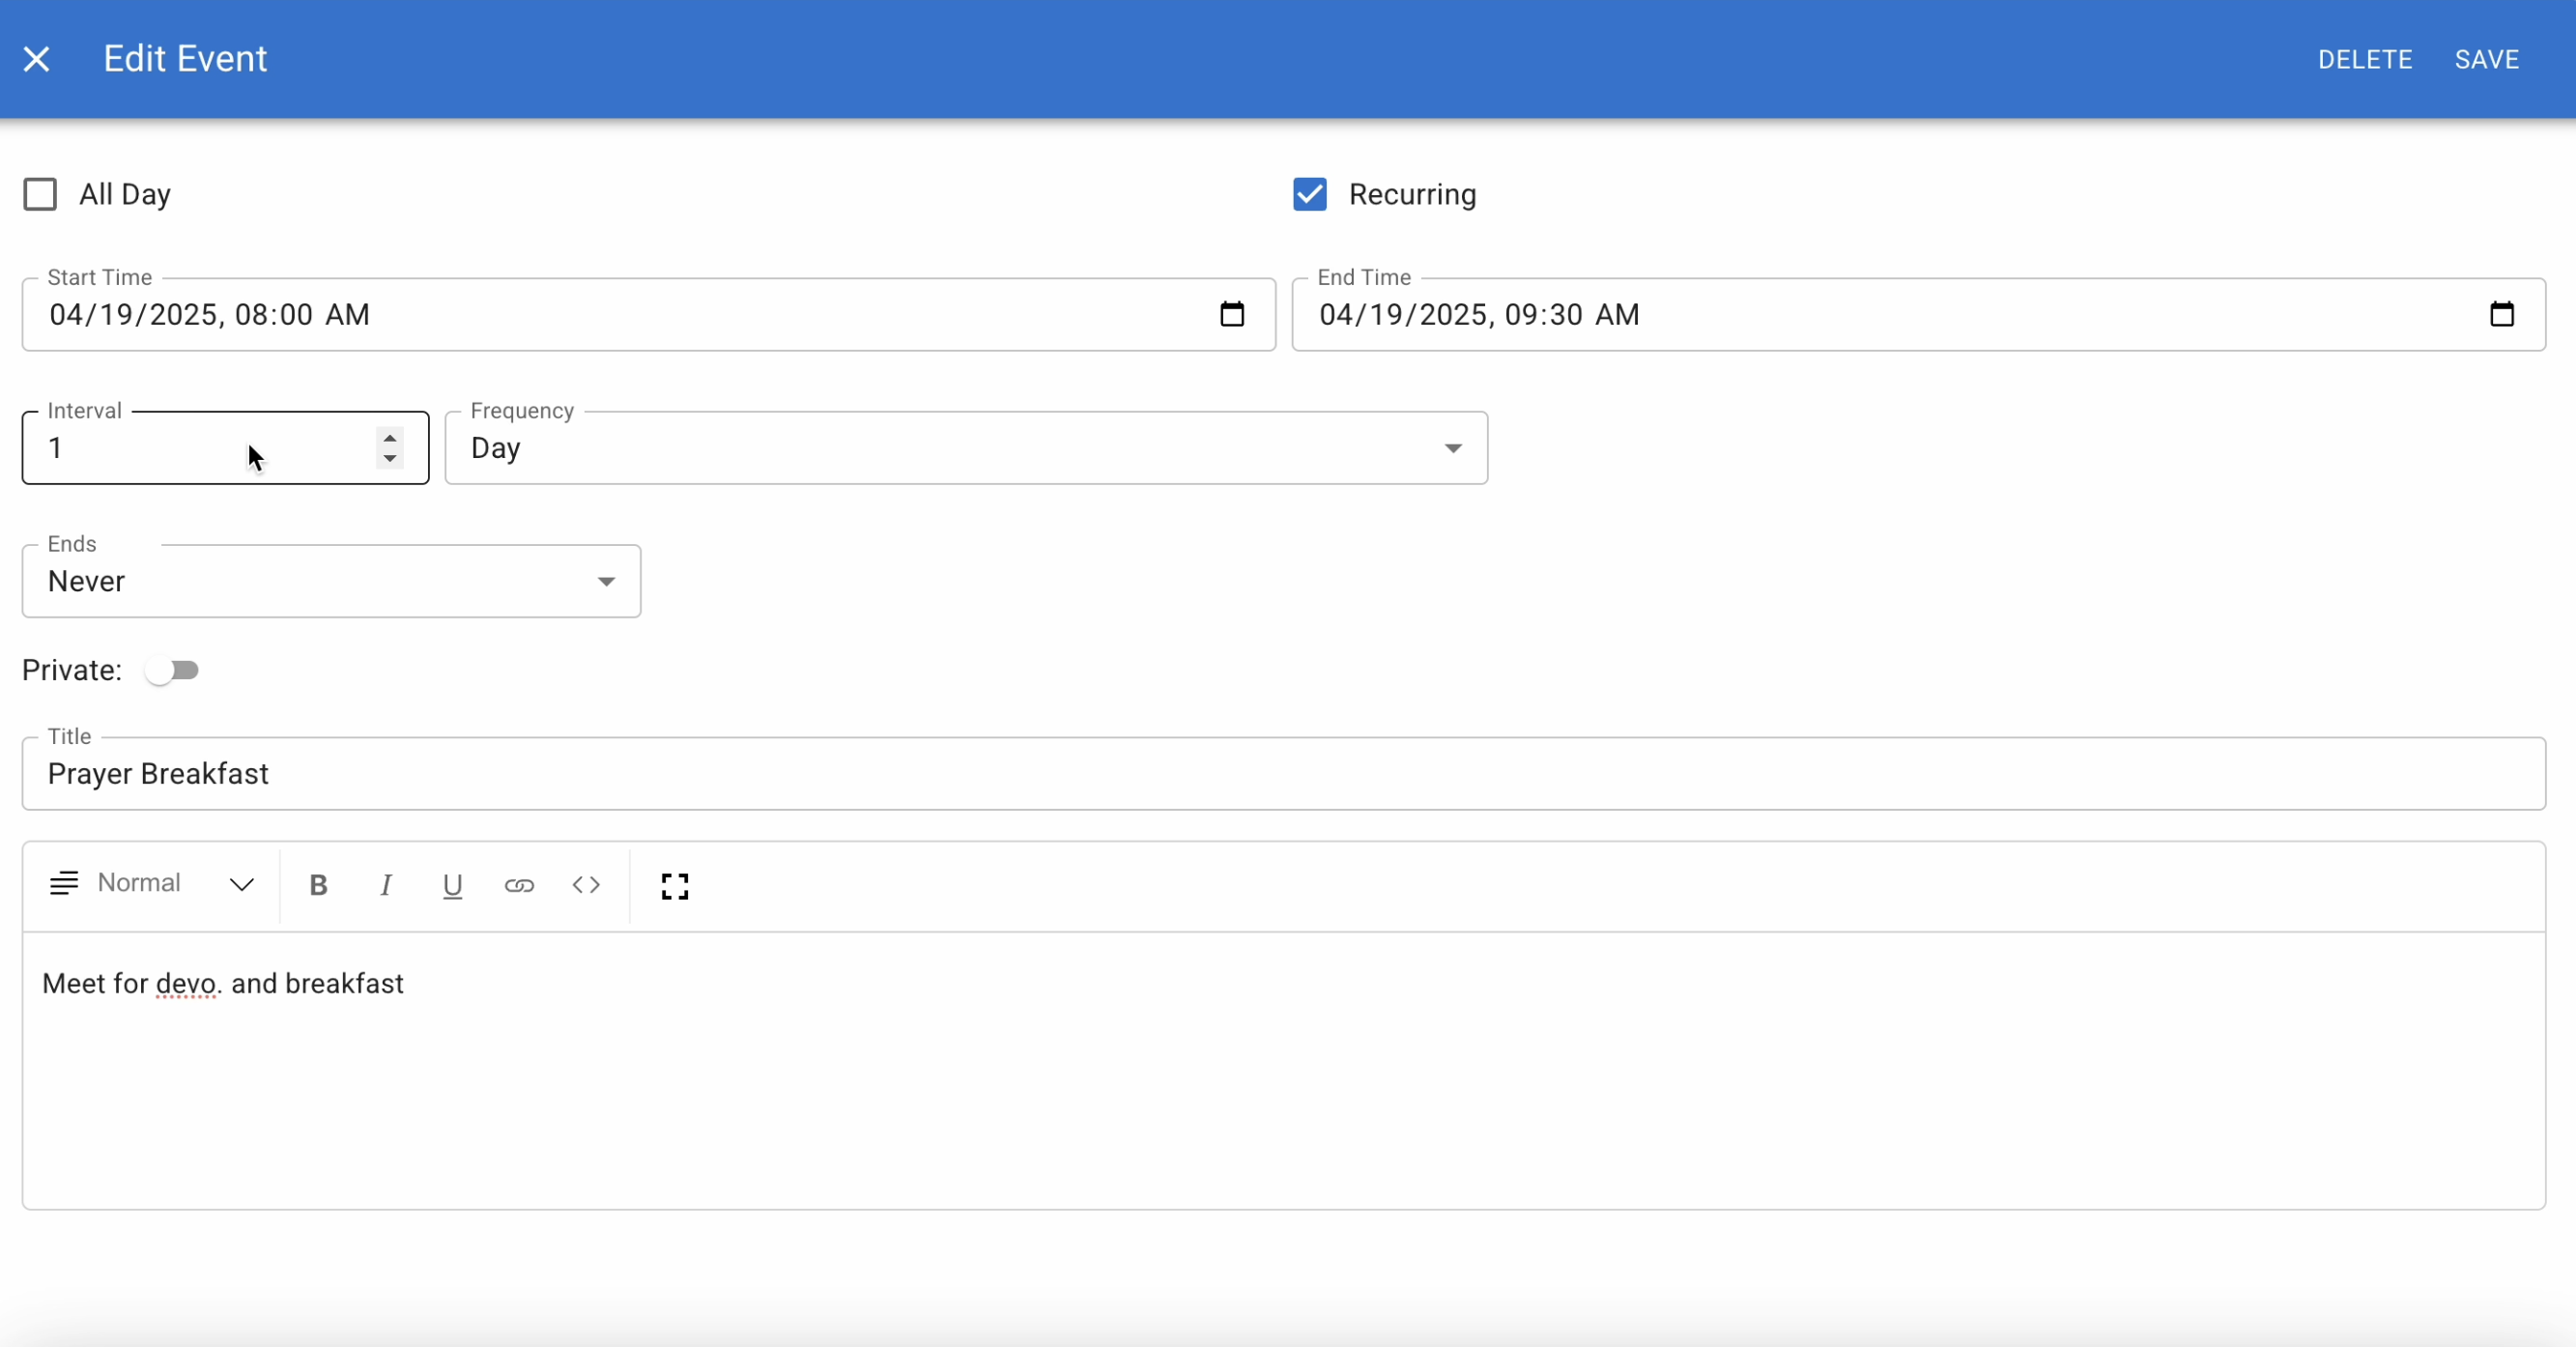 Edit Event
DELETE SAVE
All Day
Recurring
Start Time
04/19/2025, 08:00 AM
End Time
04/19/2025, 09:30 AM
Interval
1
Frequency
Day
Ends
Never
Private:
Title
Prayer Breakfast
Normal B I U <>
Meet for devo. and breakfast